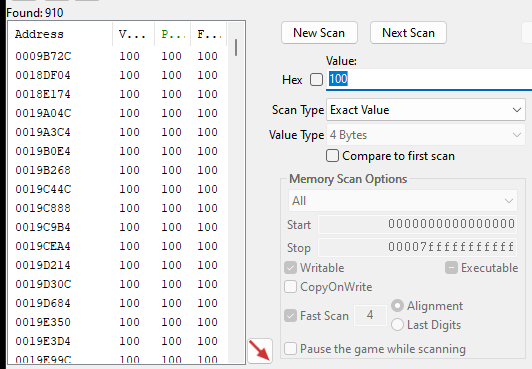 Found: 910
Address V... P... F...
0009B72C 100 100 100
0018DF04 100 100 100
0018E174 100 100 100
0019A04C 100 100 100
0019A3C4 100 100 100
0019B0E4 100 100 100
0019B268 100 100 100
0019C44C 100 100 100
0019C888 100 100 100
0019C9B4 100 100 100
0019CEA4 100 100 100
0019D214 100 100 100
0019D30C 100 100 100
0019D684 100 100 100
0019E350 100 100 100
0019E3D4 100 100 100
0019E99C 100 100 100
New Scan Next Scan
Value:
Hex 100
Scan Type Exact Value
Value Type 4 Bytes
Compare to first scan
Memory Scan Options
All
Start 0000000000000000
Stop 00007fffffffffff
Writable Executable
CopyOnWrite
Fast Scan 4 Alignment
Last Digits
Pause the game while scanning